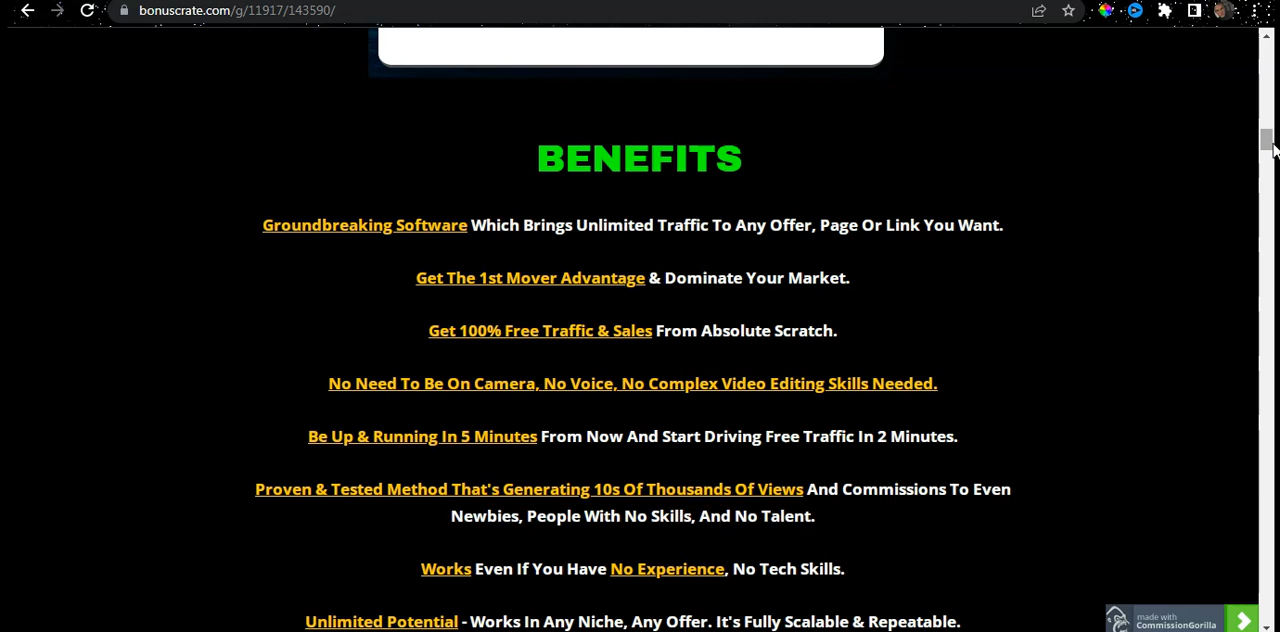 bonuscrate.com/g/11917/143590/
BENEFITS
Groundbreaking Software Which Brings Unlimited Traffic To Any Offer, Page Or Link You Want.
Get The 1st Mover Advantage & Dominate Your Market.
Get 100% Free Traffic & Sales From Absolute Scratch.
No Need To Be On Camera, No Voice, No Complex Video Editing Skills Needed.
Be Up & Running In 5 Minutes From Now And Start Driving Free Traffic In 2 Minutes.
Proven & Tested Method That's Generating 10s Of Thousands Of Views And Commissions To Even
Newbies, People With No Skills, And No Talent.
Works Even If You Have No Experience, No Tech Skills.
Unlimited Potential - Works In Any Niche, Any Offer. It's Fully Scalable & Repeatable.
made with
CommissionGorilla